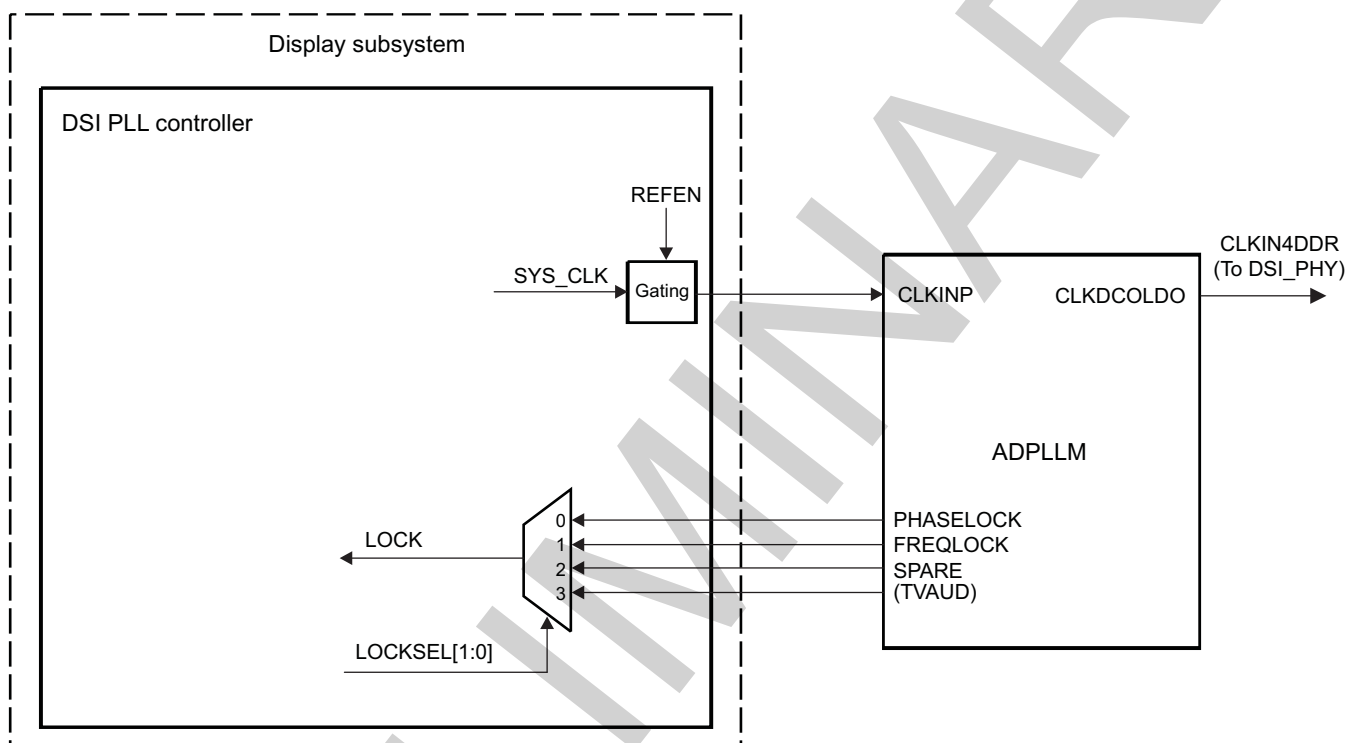 Display subsystem
DSI PLL controller
REFEN
SYS_CLK
Gating
CLKINP
CLKDCOLDO
CLKIN4DDR
(To DSI_PHY)
ADPLLM
LOCK
0
1
2
3
PHASELOCK
FREQLOCK
SPARE
(TVAUD)
LOCKSEL[1:0]
IMINAR